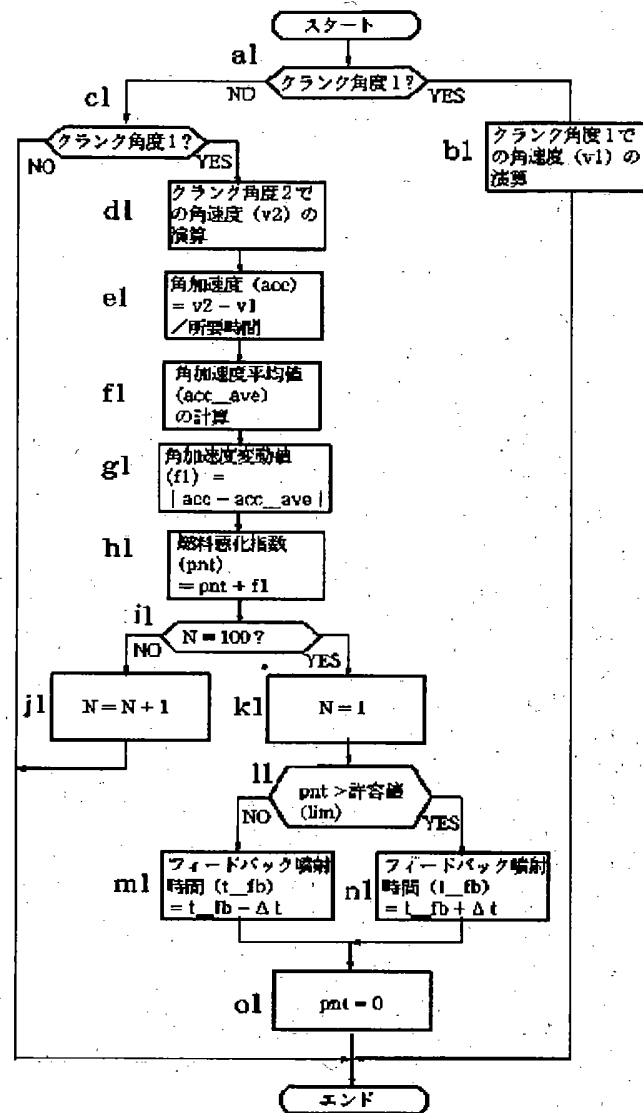 スタート
a1
クランク角度1?
NO
YES
c1
クランク角度1?
NO
YES
b1
クランク角度1で
の角速度(v1)の
演算
d1
クランク角度2で
の角速度(v2)の
演算
e1
角加速度(acc)
=v2-v1
/所要時間
f1
角加速度平均値
(acc_ave)
の計算
g1
角加速度変動値
(f1)=
|acc-acc_ave|
h1
燃料悪化指数
(pnt)
=pnt+f1
i1
N=100?
NO
YES
j1
N=N+1
k1
N=1
l1
pnt>許容値
(lim)
NO
YES
m1
フィードバック噴射
時間(t_fb)
=t_fb-Δt
n1
フィードバック噴射
時間(t_fb)
=t_fb+Δt
o1
pnt=0
エンド